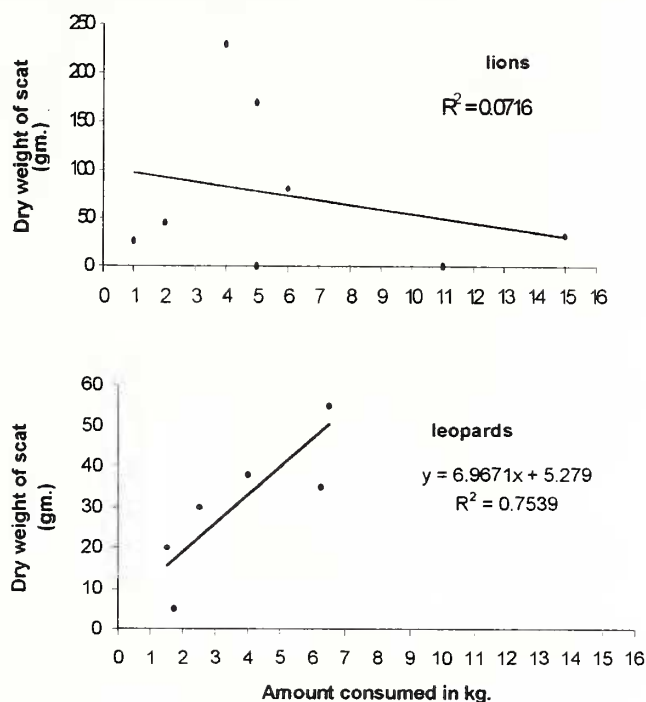 250
200
150
100
50
0
Dry weight of scat
(gm.)
lions
R²=0.0716
0 1 2 3 4 5 6 7 8 9 10 11 12 13 14 15 16
60
50
40
30
20
10
0
Dry weight of scat
(gm.)
leopards
y = 6.9671x + 5.279
R² = 0.7539
0 1 2 3 4 5 6 7 8 9 10 11 12 13 14 15 16
Amount consumed in kg.